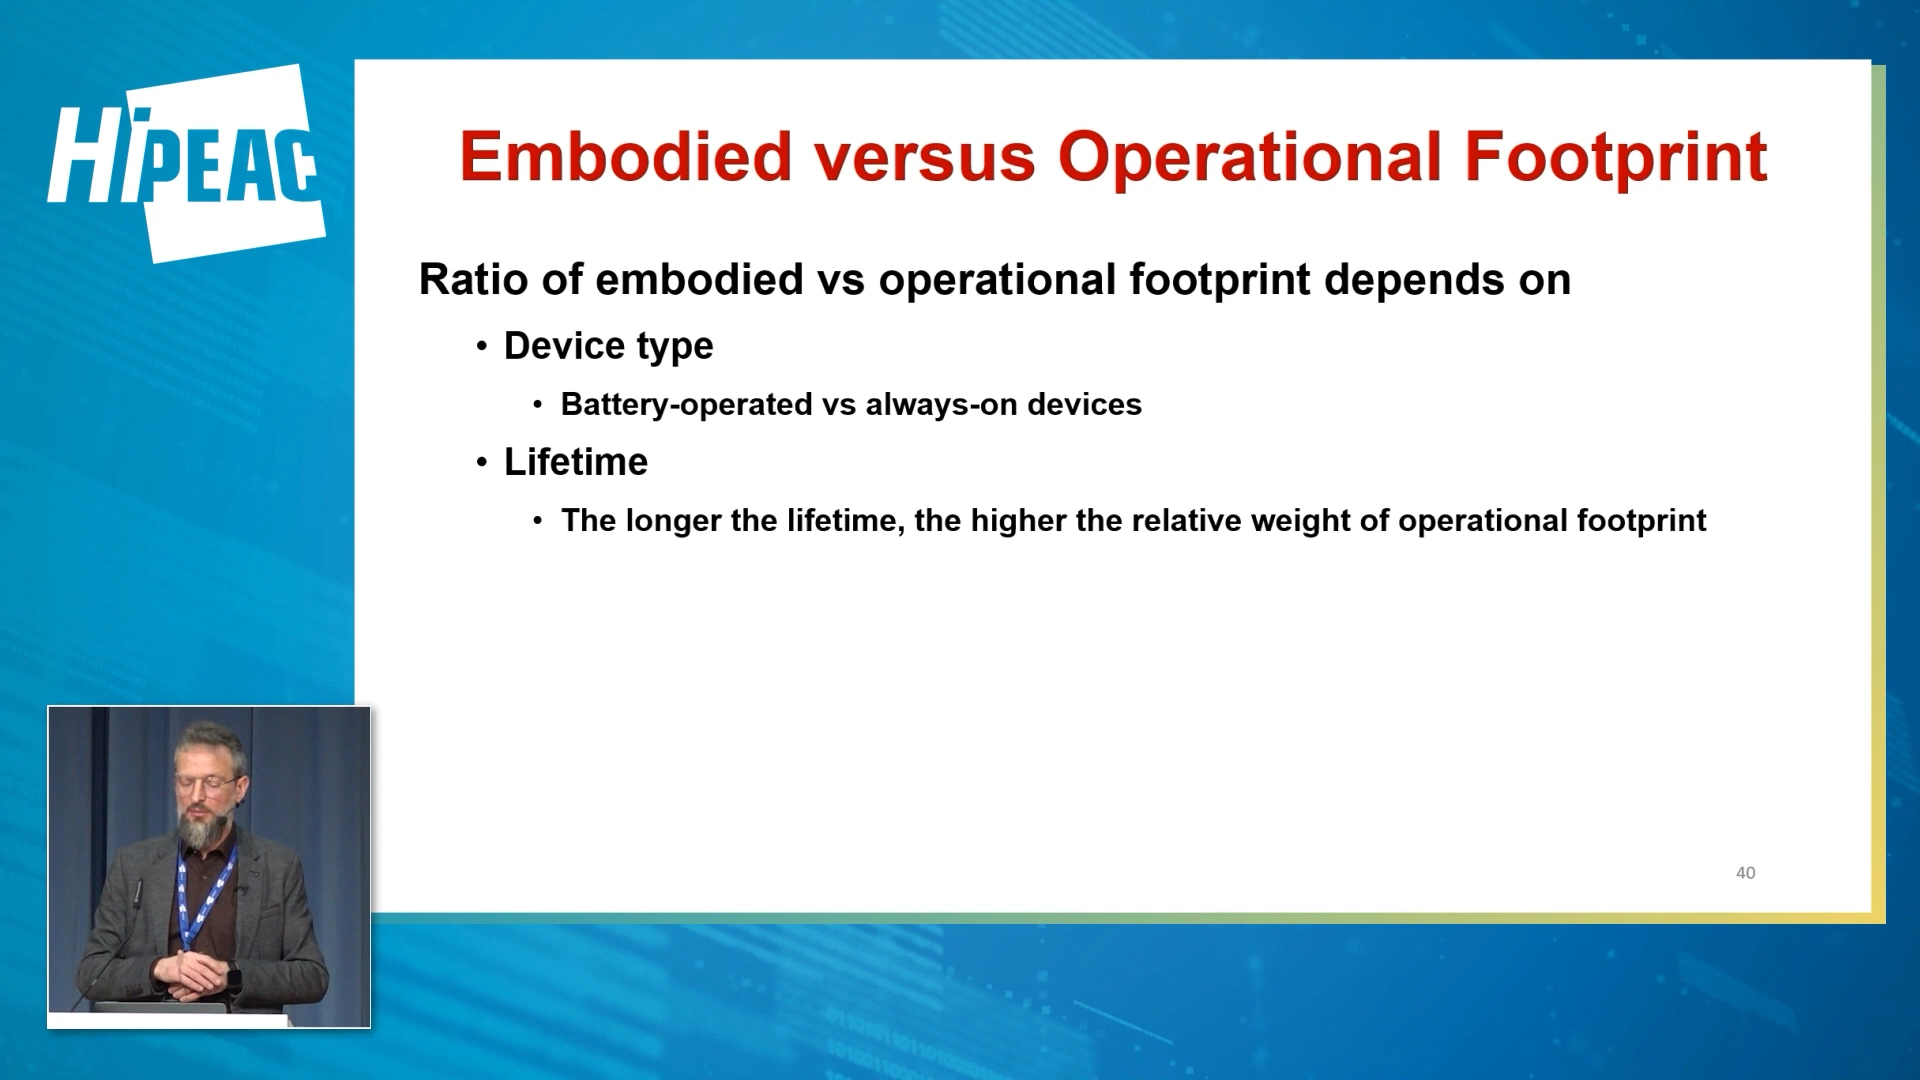 HiPEAC
Embodied versus Operational Footprint
Ratio of embodied vs operational footprint depends on
• Device type
• Battery-operated vs always-on devices
• Lifetime
• The longer the lifetime, the higher the relative weight of operational footprint
40